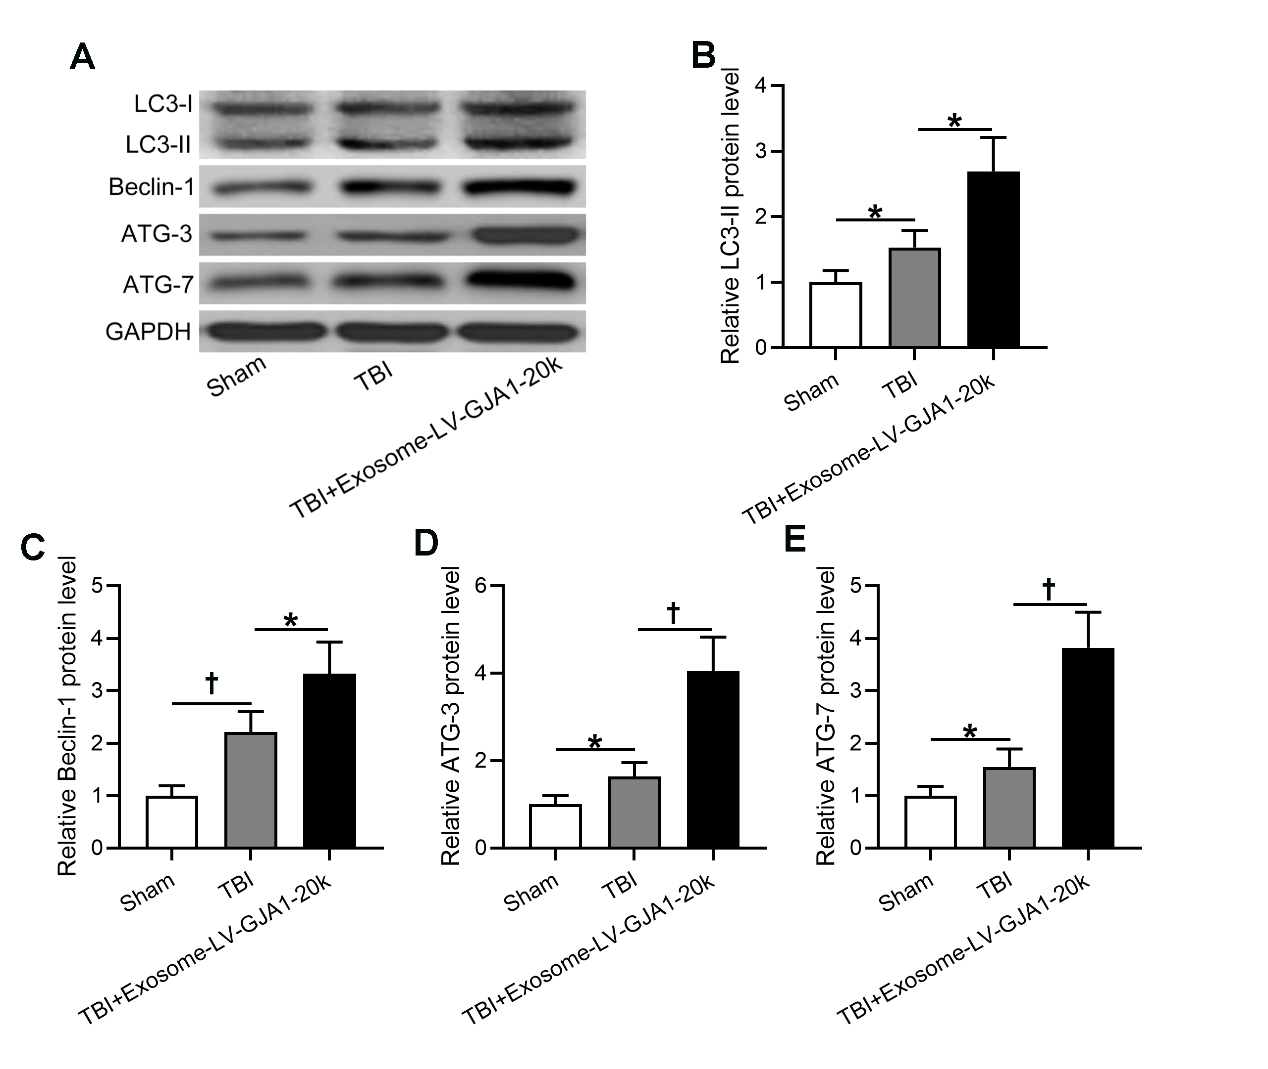 A
LC3-I
LC3-II
Beclin-1
ATG-3
ATG-7
GAPDH
Sham
TBI
TBI+Exosome-LV-GJA1-20k
B
Relative LC3-II protein level
4
3
2
1
0
*
*
Sham
TBI
TBI+Exosome-LV-GJA1-20k
C
Relative Beclin-1 protein level
5
4
3
2
1
0
†
*
Sham
TBI
TBI+Exosome-LV-GJA1-20k
D
Relative ATG-3 protein level
6
4
2
0
*
†
Sham
TBI
TBI+Exosome-LV-GJA1-20k
E
Relative ATG-7 protein level
5
4
3
2
1
0
*
†
Sham
TBI
TBI+Exosome-LV-GJA1-20k